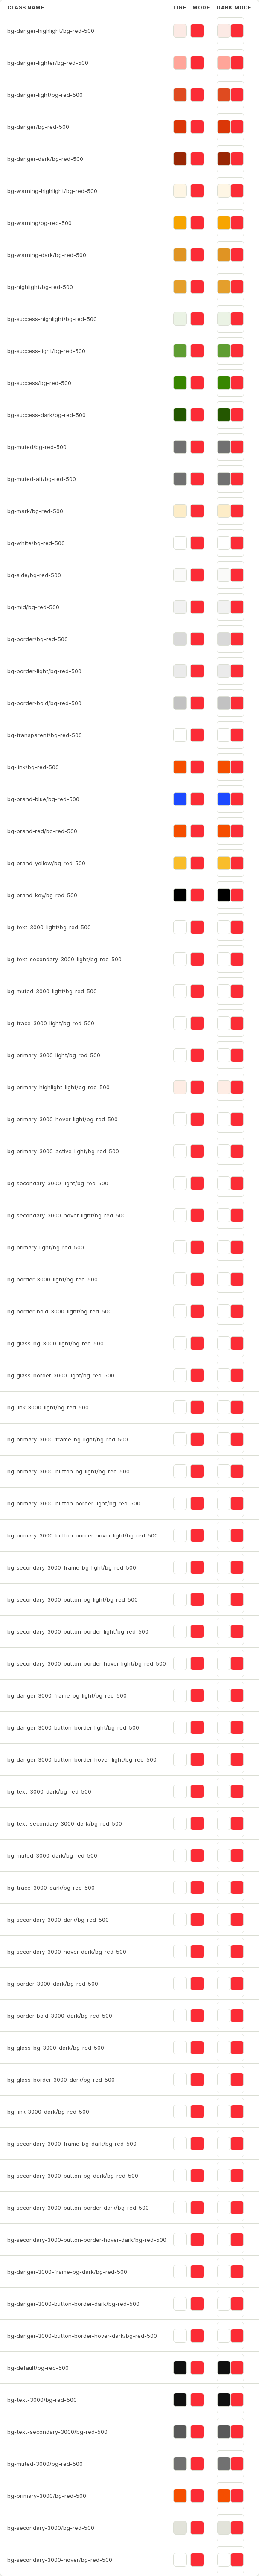 CLASS NAME LIGHT MODE DARK MODE
bg-danger-highlight/bg-red-500
bg-danger-lighter/bg-red-500
bg-danger-light/bg-red-500
bg-danger/bg-red-500
bg-danger-dark/bg-red-500
bg-warning-highlight/bg-red-500
bg-warning/bg-red-500
bg-warning-dark/bg-red-500
bg-highlight/bg-red-500
bg-success-highlight/bg-red-500
bg-success-light/bg-red-500
bg-success/bg-red-500
bg-success-dark/bg-red-500
bg-muted/bg-red-500
bg-muted-alt/bg-red-500
bg-mark/bg-red-500
bg-white/bg-red-500
bg-side/bg-red-500
bg-mid/bg-red-500
bg-border/bg-red-500
bg-border-light/bg-red-500
bg-border-bold/bg-red-500
bg-transparent/bg-red-500
bg-link/bg-red-500
bg-brand-blue/bg-red-500
bg-brand-red/bg-red-500
bg-brand-yellow/bg-red-500
bg-brand-key/bg-red-500
bg-text-3000-light/bg-red-500
bg-text-secondary-3000-light/bg-red-500
bg-muted-3000-light/bg-red-500
bg-trace-3000-light/bg-red-500
bg-primary-3000-light/bg-red-500
bg-primary-highlight-light/bg-red-500
bg-primary-3000-hover-light/bg-red-500
bg-primary-3000-active-light/bg-red-500
bg-secondary-3000-light/bg-red-500
bg-secondary-3000-hover-light/bg-red-500
bg-primary-light/bg-red-500
bg-border-3000-light/bg-red-500
bg-border-bold-3000-light/bg-red-500
bg-glass-bg-3000-light/bg-red-500
bg-glass-border-3000-light/bg-red-500
bg-link-3000-light/bg-red-500
bg-primary-3000-frame-bg-light/bg-red-500
bg-primary-3000-button-bg-light/bg-red-500
bg-primary-3000-button-border-light/bg-red-500
bg-primary-3000-button-border-hover-light/bg-red-500
bg-secondary-3000-frame-bg-light/bg-red-500
bg-secondary-3000-button-bg-light/bg-red-500
bg-secondary-3000-button-border-light/bg-red-500
bg-secondary-3000-button-border-hover-light/bg-red-500
bg-danger-3000-frame-bg-light/bg-red-500
bg-danger-3000-button-border-light/bg-red-500
bg-danger-3000-button-border-hover-light/bg-red-500
bg-text-3000-dark/bg-red-500
bg-text-secondary-3000-dark/bg-red-500
bg-muted-3000-dark/bg-red-500
bg-trace-3000-dark/bg-red-500
bg-secondary-3000-dark/bg-red-500
bg-secondary-3000-hover-dark/bg-red-500
bg-border-3000-dark/bg-red-500
bg-border-bold-3000-dark/bg-red-500
bg-glass-bg-3000-dark/bg-red-500
bg-glass-border-3000-dark/bg-red-500
bg-link-3000-dark/bg-red-500
bg-secondary-3000-frame-bg-dark/bg-red-500
bg-secondary-3000-button-bg-dark/bg-red-500
bg-secondary-3000-button-border-dark/bg-red-500
bg-secondary-3000-button-border-hover-dark/bg-red-500
bg-danger-3000-frame-bg-dark/bg-red-500
bg-danger-3000-button-border-dark/bg-red-500
bg-danger-3000-button-border-hover-dark/bg-red-500
bg-default/bg-red-500
bg-text-3000/bg-red-500
bg-text-secondary-3000/bg-red-500
bg-muted-3000/bg-red-500
bg-primary-3000/bg-red-500
bg-secondary-3000/bg-red-500
bg-secondary-3000-hover/bg-red-500